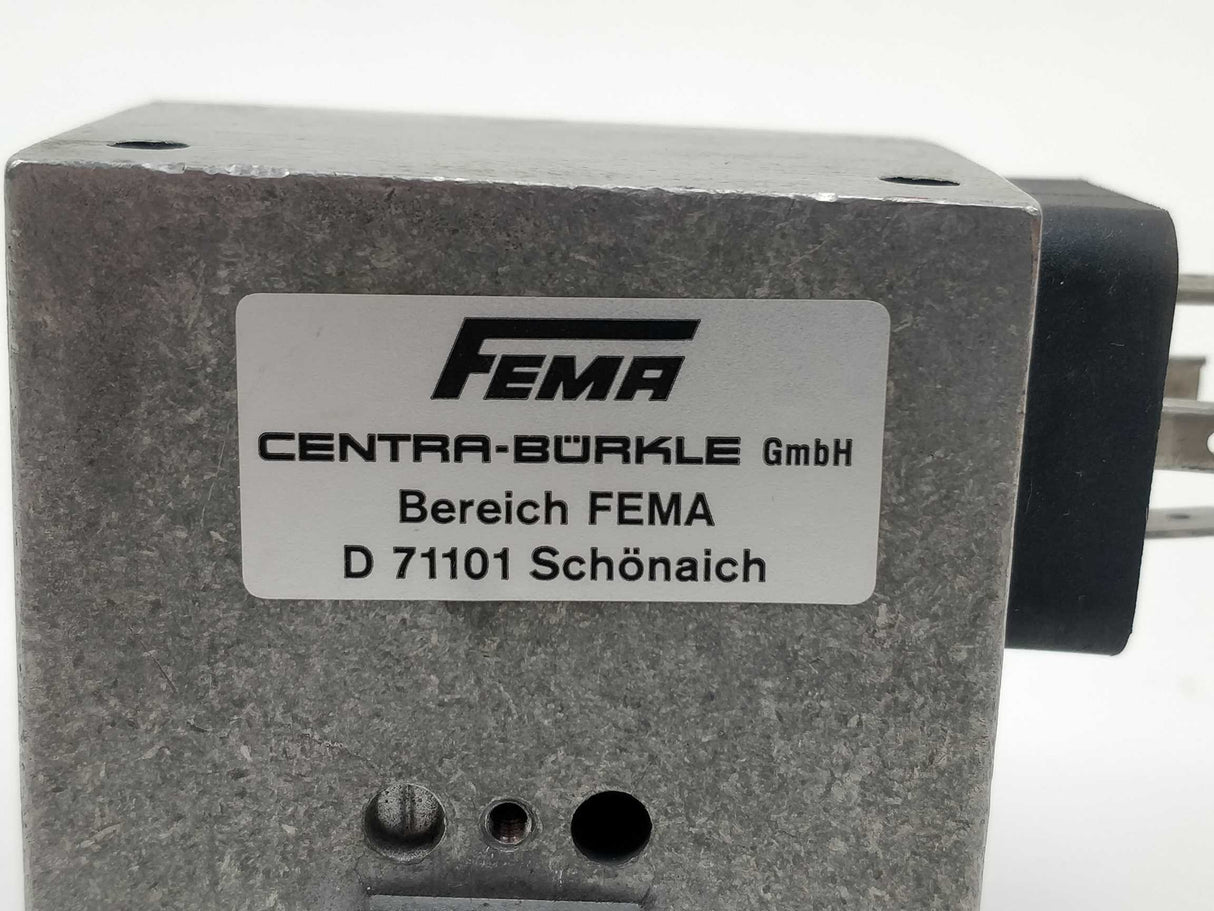 FEMA
CENTRA-BÜRKLE GmbH
Bereich FEMA
D 71101 Schönaich